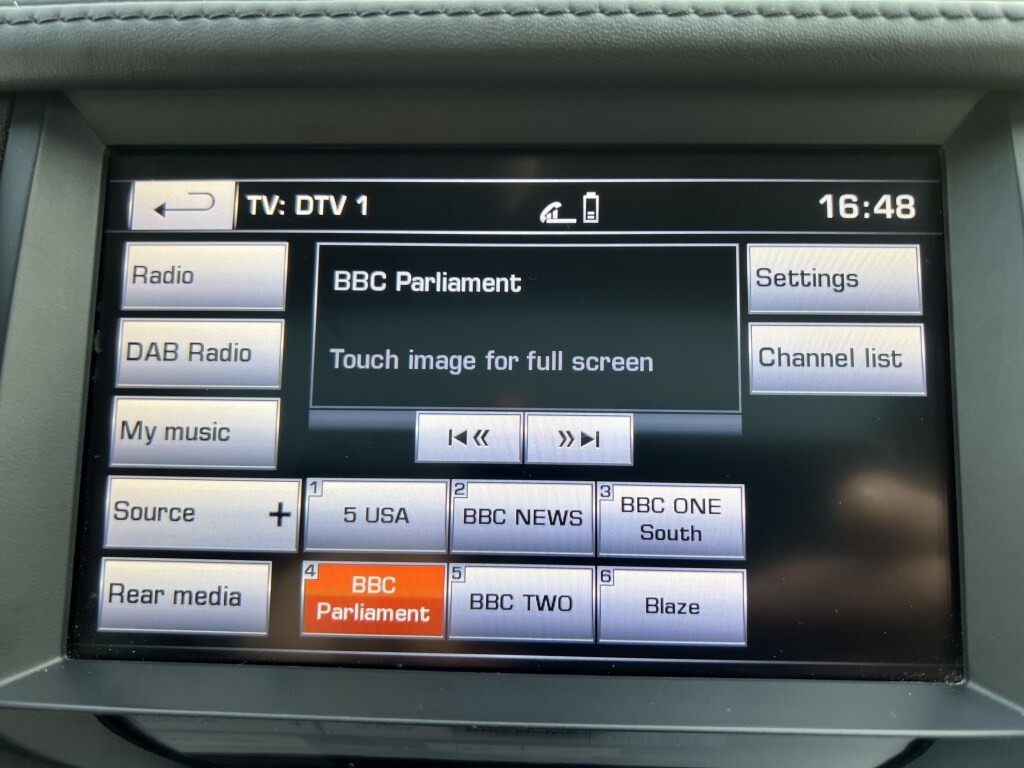 TV: DTV 1
16:48
Radio
BBC Parliament
Settings
DAB Radio
Touch image for full screen
Channel list
My music
Source +
1
5 USA
2
BBC NEWS
3
BBC ONE
South
Rear media
4
BBC
Parliament
5
BBC TWO
6
Blaze